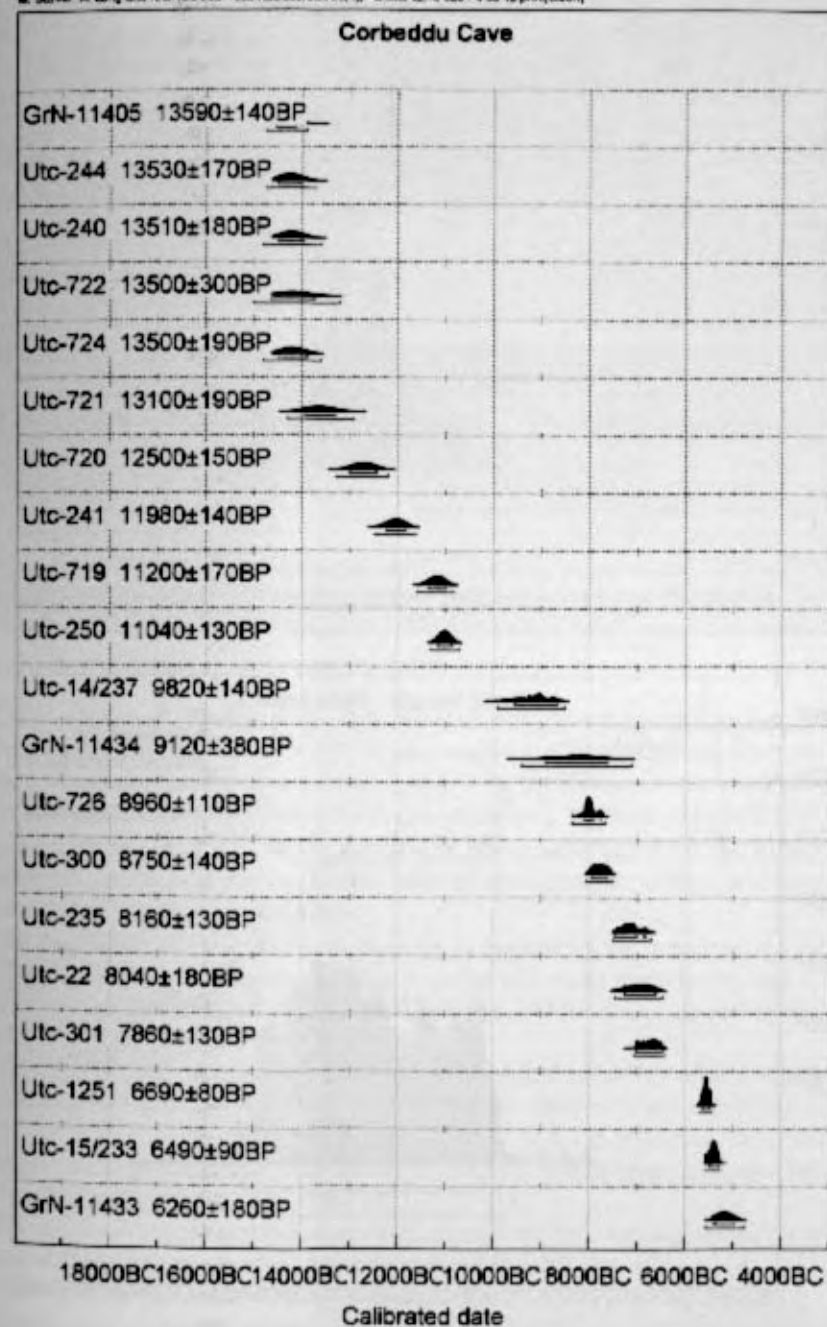 Corbeddu Cave
GrN-11405 13590±140BP
Utc-244 13530±170BP
Utc-240 13510±180BP
Utc-722 13500±300BP
Utc-724 13500±190BP
Utc-721 13100±190BP
Utc-720 12500±150BP
Utc-241 11980±140BP
Utc-719 11200±170BP
Utc-250 11040±130BP
Utc-14/237 9820±140BP
GrN-11434 9120±380BP
Utc-726 8960±110BP
Utc-300 8750±140BP
Utc-235 8160±130BP
Utc-22 8040±180BP
Utc-301 7860±130BP
Utc-1251 6690±80BP
Utc-15/233 6490±90BP
GrN-11433 6260±180BP
18000BC16000BC14000BC12000BC10000BC 8000BC 6000BC 4000BC
Calibrated date